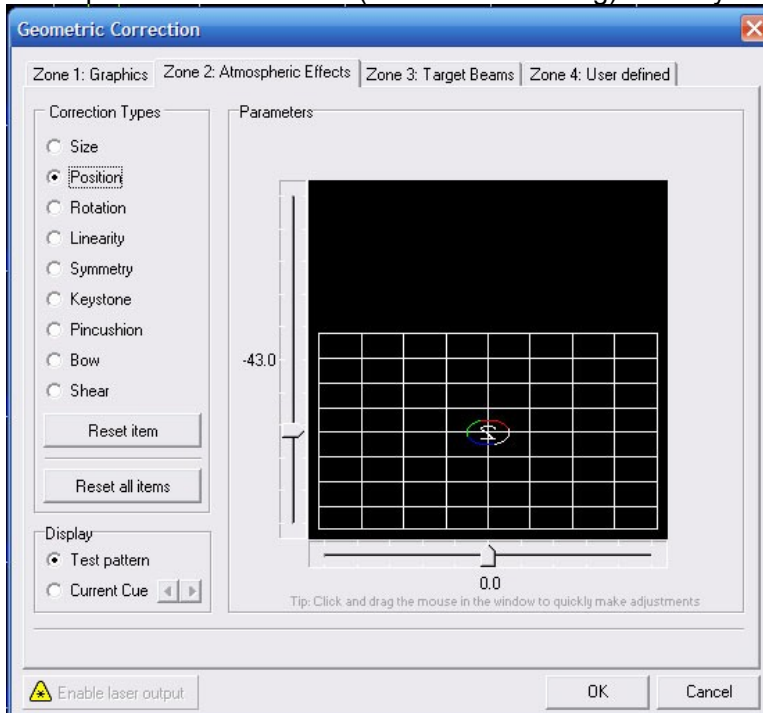 Geometric Correction
Zone 1: Graphics
Zone 2: Atmospheric Effects
Zone 3: Target Beams
Zone 4: User defined
Correction Types
Size
Position
Rotation
Linearity
Symmetry
Keystone
Pincushion
Bow
Shear
Reset item
Reset all items
Display
Test pattern
Current Cue
Parameters
-43.0
2
0.0
Tip: Click and drag the mouse in the window to quickly make adjustments
Enable laser output
OK
Cancel